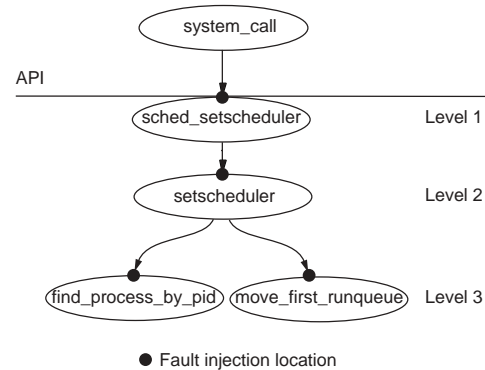 system_call
API
sched_setscheduler
Level 1
setscheduler
Level 2
find_process_by_pid
move_first_runqueue
Level 3
Fault injection location